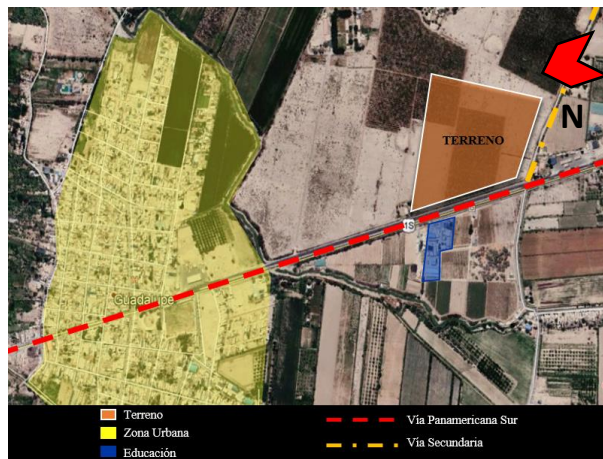 N
TERRENO
1S
Guadalupe
Terreno
Zona Urbana
Educación
Vía Panamericana Sur
Vía Secundaria